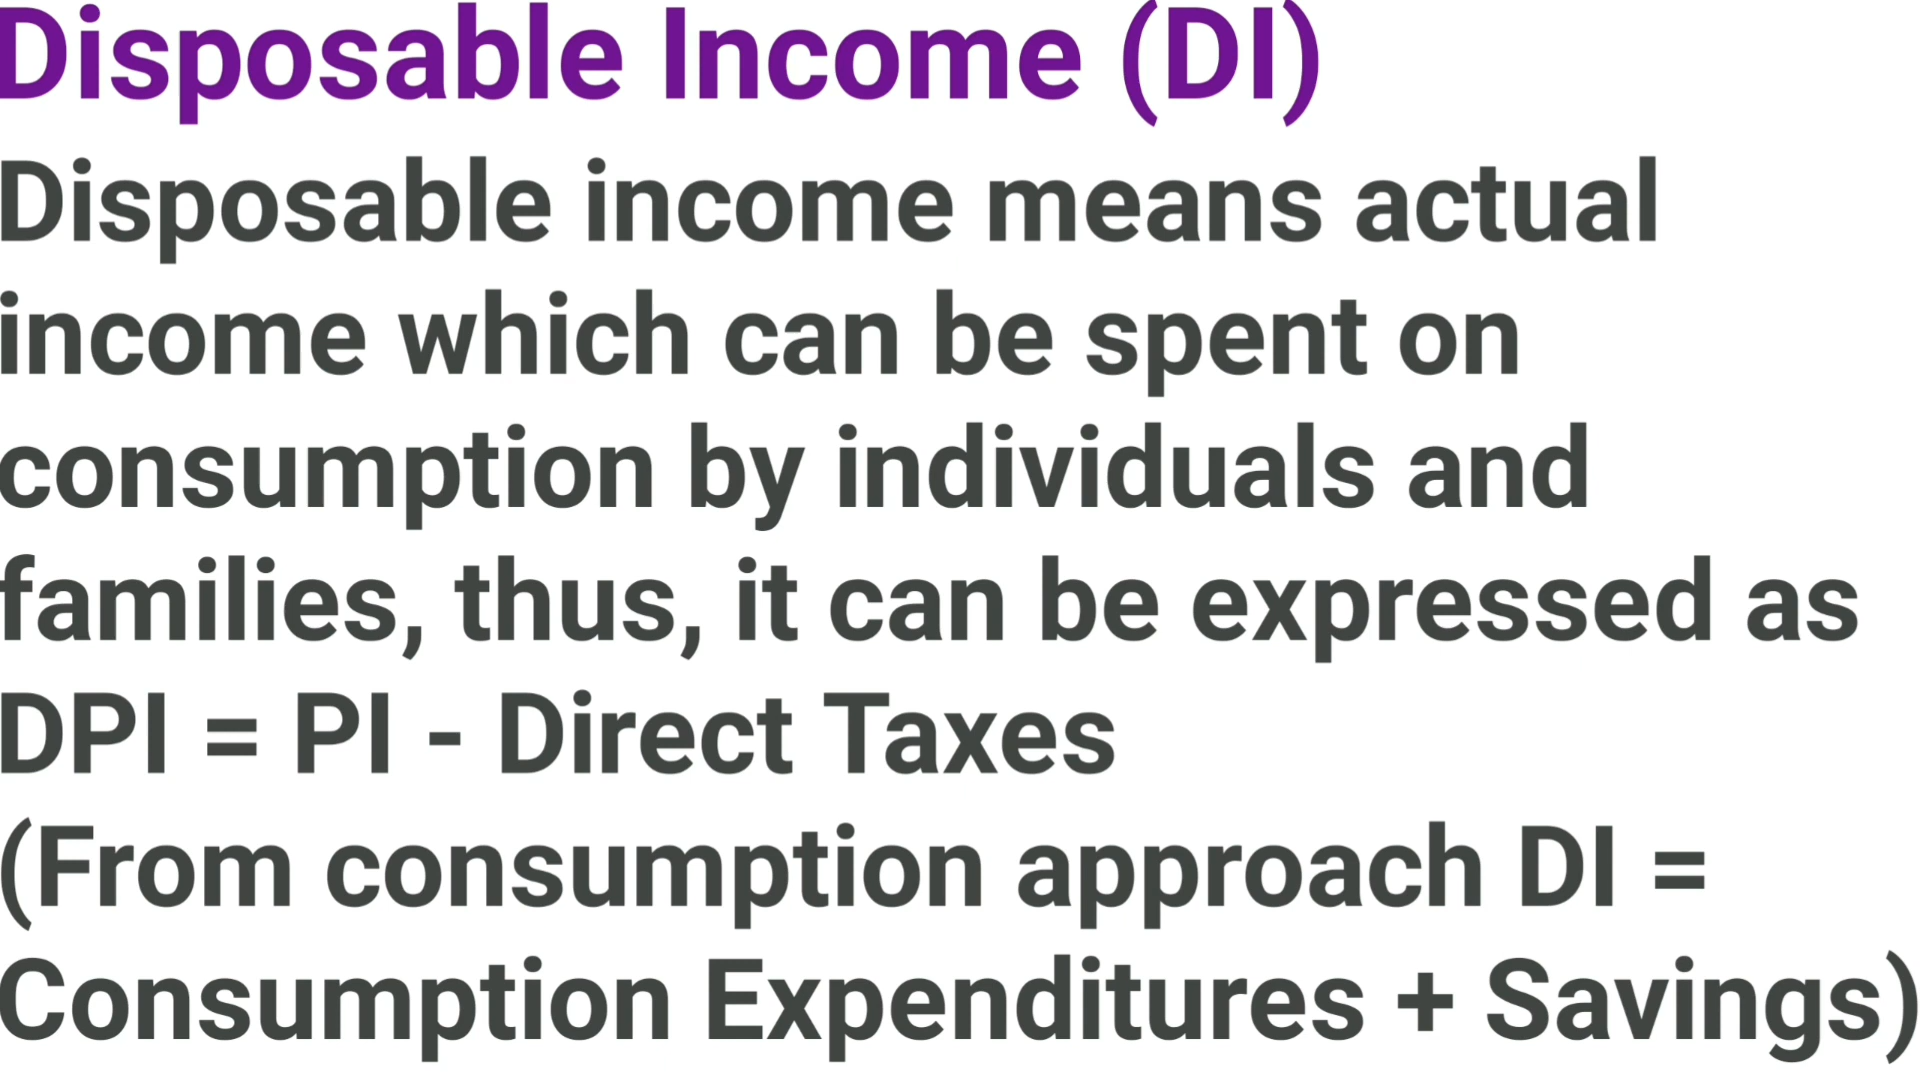 Disposable Income (DI)
Disposable income means actual
income which can be spent on
consumption by individuals and
families, thus, it can be expressed as
DPI = PI - Direct Taxes
(From consumption approach DI =
Consumption Expenditures + Savings)